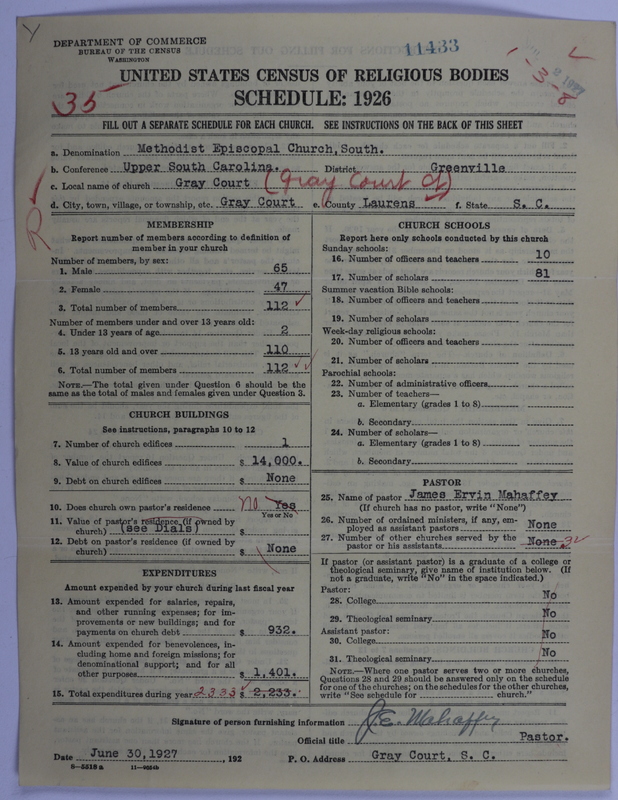 Y
DEPARTMENT OF COMMERCE
BUREAU OF THE CENSUS
WASHINGTON
11433
-3-8
35
UNITED STATES CENSUS OF RELIGIOUS BODIES
SCHEDULE: 1926
FILL OUT A SEPARATE SCHEDULE FOR EACH CHURCH. SEE INSTRUCTIONS ON THE BACK OF THIS SHEET
a. Denomination Methodist Episcopal Church, South.
b. Conference Upper South Carolina. District Greenville
c. Local name of church Gray Court (Gray Court Ct)
d. City, town, village, or township, etc. Gray Court e. County Laurens f. State S. C.
R
MEMBERSHIP
Report number of members according to definition of
member in your church
Number of members, by sex:
1. Male 65
2. Female 47
3. Total number of members 112
Number of members under and over 13 years old:
4. Under 13 years of age 2
5. 13 years old and over 110
6. Total number of members 112
NOTE.—The total given under Question 6 should be the
same as the total of males and females given under Question 3.
CHURCH BUILDINGS
See instructions, paragraphs 10 to 12
7. Number of church edifices 1
8. Value of church edifices $ 14,000.
9. Debt on church edifices $ None
10. Does church own pastor's residence no Yes
Yes or No
11. Value of pastor's residence (if owned by
church) (See Dials) $
12. Debt on pastor's residence (if owned by
church) $ None
EXPENDITURES
Amount expended by your church during last fiscal year
13. Amount expended for salaries, repairs,
and other running expenses; for im-
provements or new buildings; and for
payments on church debt $ 932.
14. Amount expended for benevolences, in-
cluding home and foreign missions; for
denominational support; and for all
other purposes $ 1,401.
15. Total expenditures during year 2333 $ 2,233.
CHURCH SCHOOLS
Report here only schools conducted by this church
Sunday schools:
16. Number of officers and teachers 10
17. Number of scholars 81
Summer vacation Bible schools:
18. Number of officers and teachers
19. Number of scholars
Week-day religious schools:
20. Number of officers and teachers
21. Number of scholars
Parochial schools:
22. Number of administrative officers
23. Number of teachers—
a. Elementary (grades 1 to 8)
b. Secondary
24. Number of scholars—
a. Elementary (grades 1 to 8)
b. Secondary
PASTOR
25. Name of pastor James Ervin Mahaffey
(If church has no pastor, write "None")
26. Number of ordained ministers, if any, em-
ployed as assistant pastors None
27. Number of other churches served by the
pastor or his assistants None 3
If pastor (or assistant pastor) is a graduate of a college or
theological seminary, give name of institution below. (If
not a graduate, write "No" in the space indicated.)
Pastor:
28. College No
29. Theological seminary No
Assistant pastor:
30. College No
31. Theological seminary No
NOTE.—Where one pastor serves two or more churches,
Questions 28 and 29 should be answered only on the schedule
for one of the churches; on the schedules for the other churches,
write "See schedule for church."
Signature of person furnishing information J.E. Mahaffey
Official title Pastor.
Date June 30, 1927, 192 P. O. Address Gray Court, S. C.
8—5518a 11—9624b